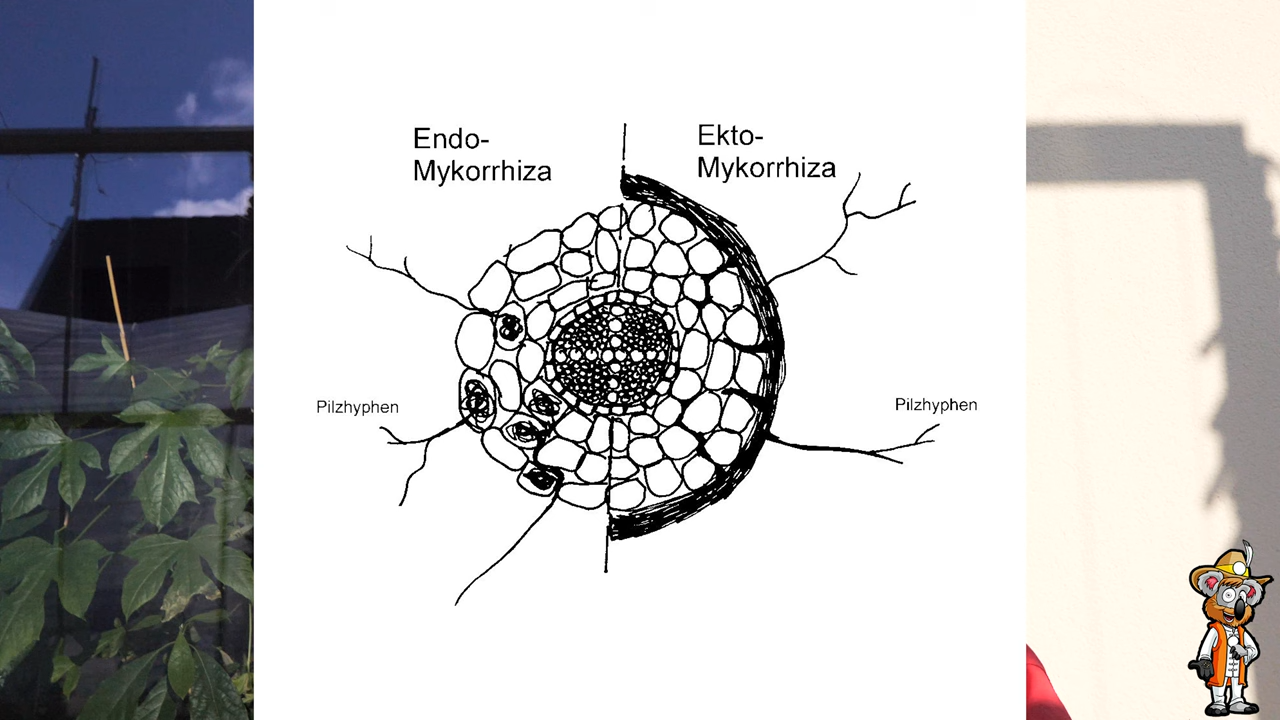 Endo-
Mykorrhiza
Ekto-
Mykorrhiza
Pilzhyphen
Pilzhyphen